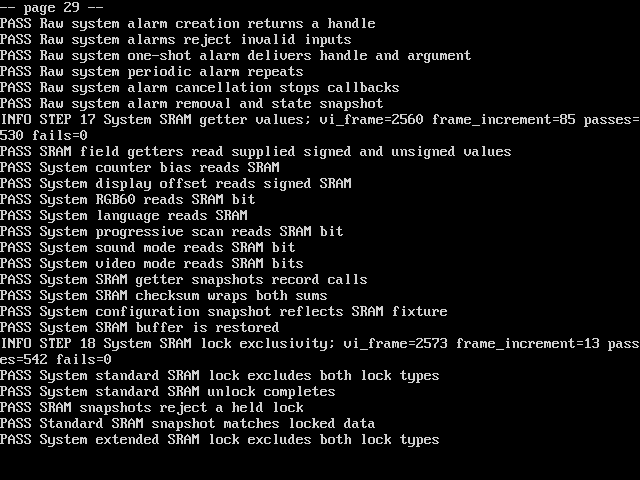 -- page 29 --
PASS Raw system alarm creation returns a handle
PASS Raw system alarms reject invalid inputs
PASS Raw system one-shot alarm delivers handle and argument
PASS Raw system periodic alarm repeats
PASS Raw system alarm cancellation stops callbacks
PASS Raw system alarm removal and state snapshot
INFO STEP 17 System SRAM getter values; vi_frame=2560 frame_increment=85 passes=
530 fails=0
PASS SRAM field getters read supplied signed and unsigned values
PASS System counter bias reads SRAM
PASS System display offset reads signed SRAM
PASS System RGB60 reads SRAM bit
PASS System language reads SRAM
PASS System progressive scan reads SRAM bit
PASS System sound mode reads SRAM bit
PASS System video mode reads SRAM bits
PASS System SRAM getter snapshots record calls
PASS System SRAM checksum wraps both sums
PASS System configuration snapshot reflects SRAM fixture
PASS System SRAM buffer is restored
INFO STEP 18 System SRAM lock exclusivity; vi_frame=2573 frame_increment=13 pass
es=542 fails=0
PASS System standard SRAM lock excludes both lock types
PASS System standard SRAM unlock completes
PASS SRAM snapshots reject a held lock
PASS Standard SRAM snapshot matches locked data
PASS System extended SRAM lock excludes both lock types